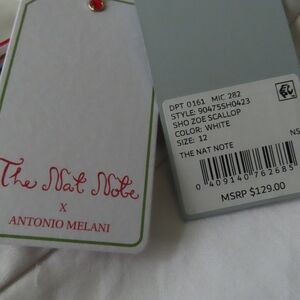 The Nat Note
X
ANTONIO MELANI
DPT 0161 MIC 282
STYLE: 90475SH0423
SHO ZOE SCALLOP
COLOR: WHITE
SIZE: 12
THE NAT NOTE
NS
0 409140 762685
MSRP $129.00